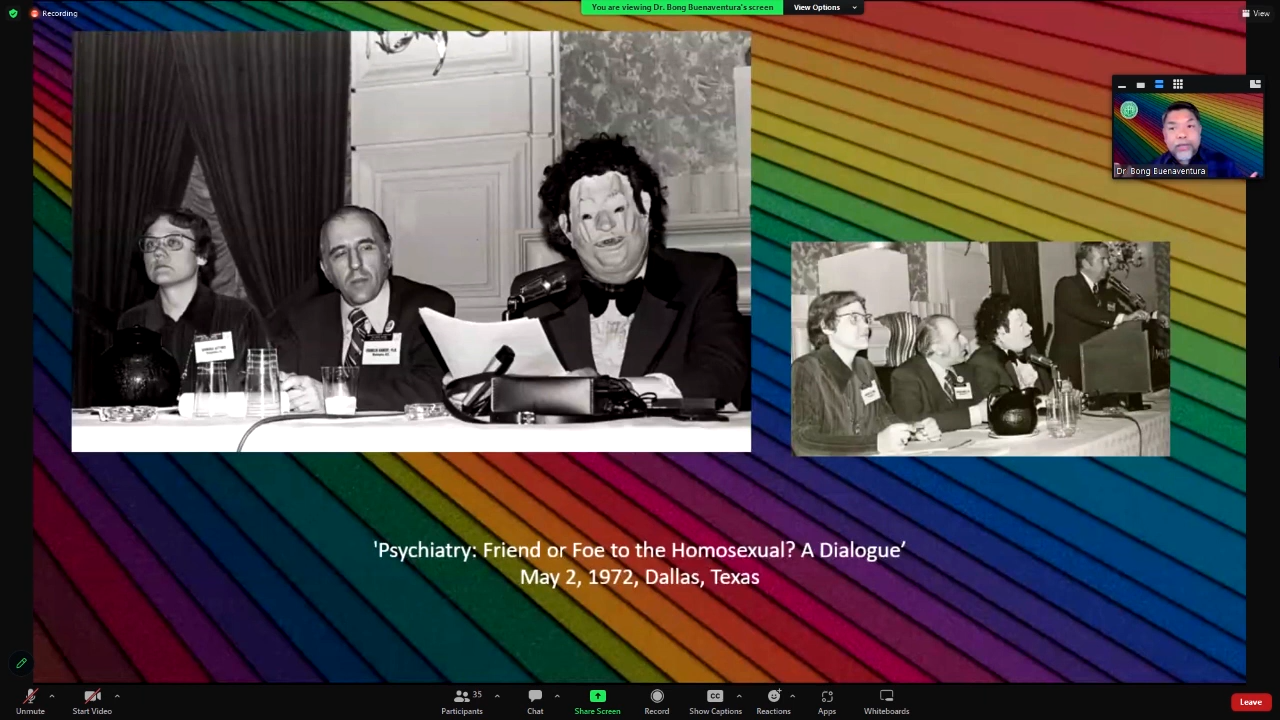 Recording
You are viewing Dr. Bong Buenaventura's screen
View Options
View
Dr. Bong Buenaventura
'Psychiatry: Friend or Foe to the Homosexual? A Dialogue’
May 2, 1972, Dallas, Texas
Unmute
Start Video
Participants
35
Chat
Share Screen
Record
CC
Show Captions
Reactions
Apps
Whiteboards
Leave